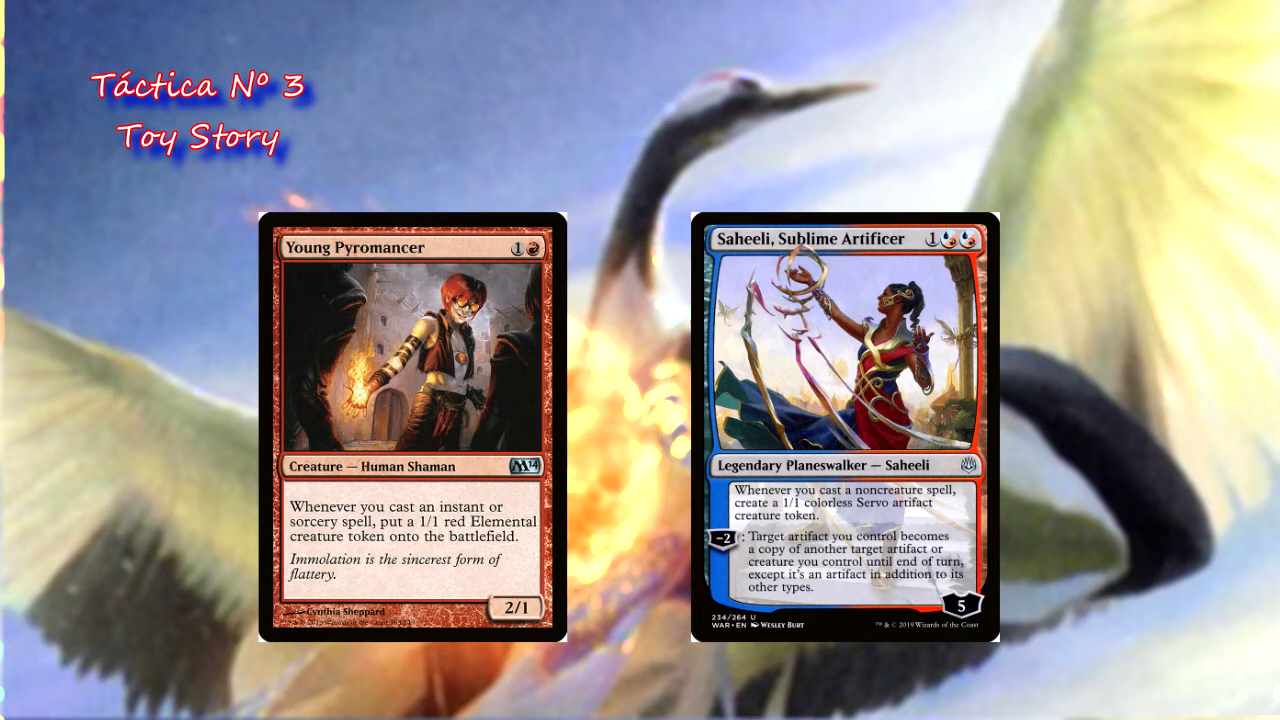 Táctica Nº 3
Toy Story
Young Pyromancer 1
Creature — Human Shaman M14
Whenever you cast an instant or
sorcery spell, put a 1/1 red Elemental
creature token onto the battlefield.
Immolation is the sincerest form of
flattery.
2/1
Cynthia Sheppard
Saheeli, Sublime Artificer 1
Legendary Planeswalker — Saheeli
Whenever you cast a noncreature spell,
create a 1/1 colorless Servo artifact
creature token.
−2 : Target artifact you control becomes
a copy of another target artifact or
creature you control until end of turn,
except it's an artifact in addition to its
other types.
5
234/264 U
WAR • EN Wesley Burt ™ & © 2019 Wizards of the Coast